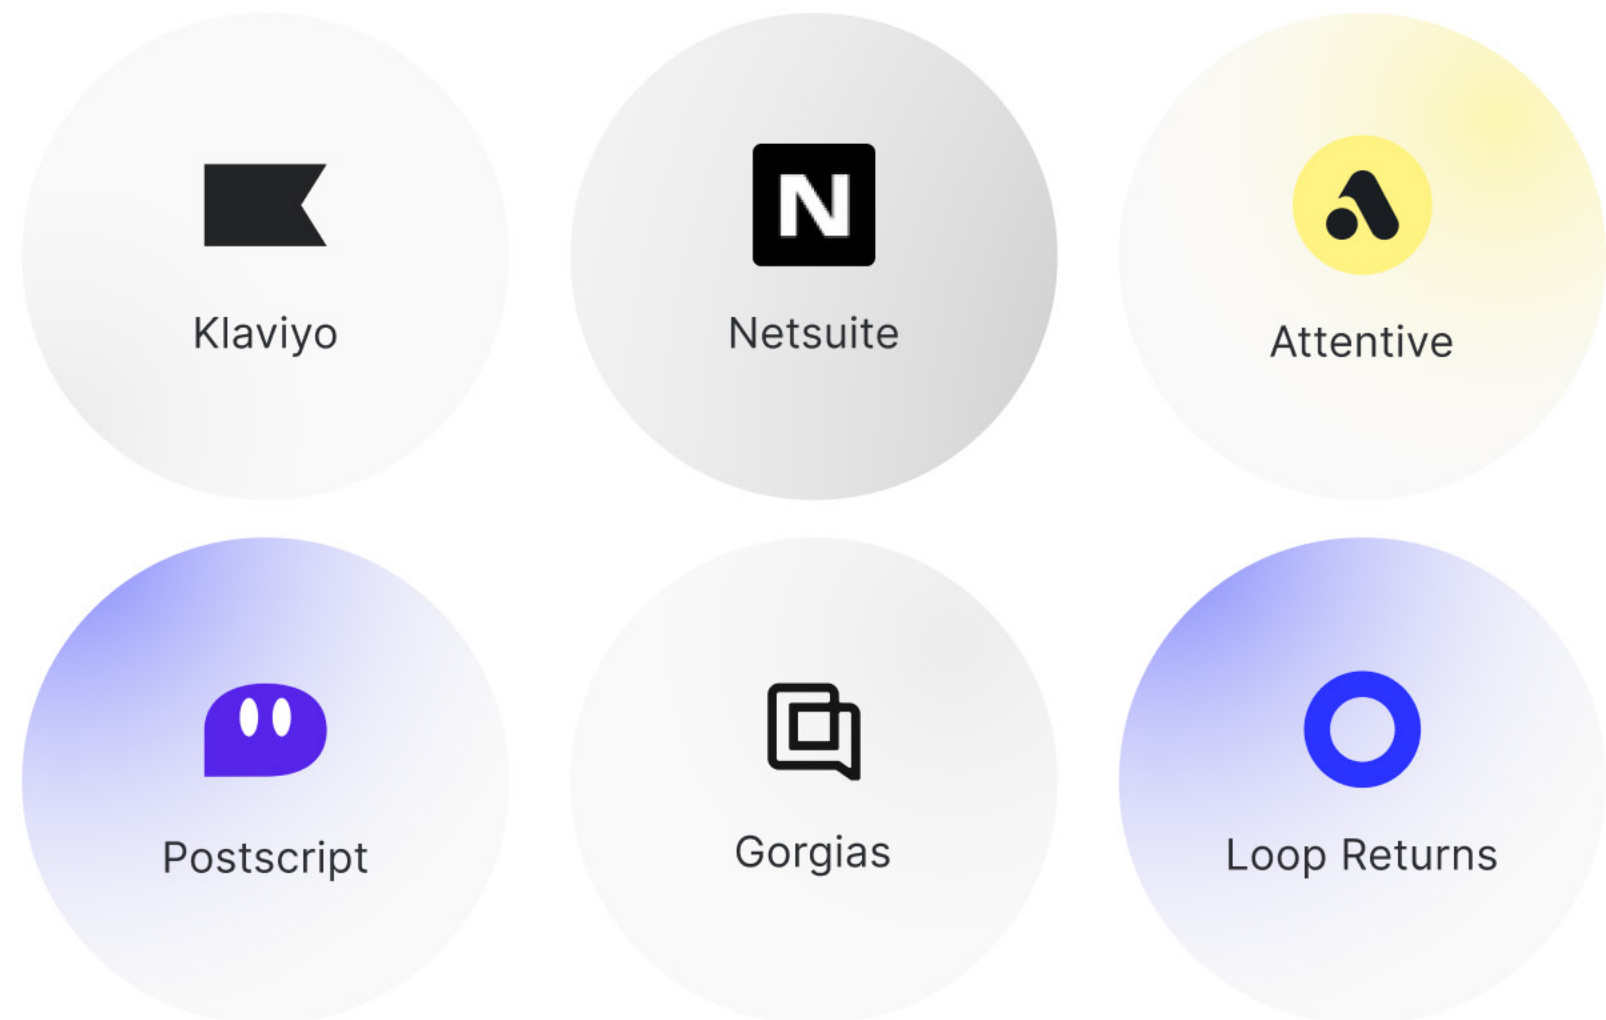 Klaviyo
N
Netsuite
Attentive
Postscript
Gorgias
Loop Returns